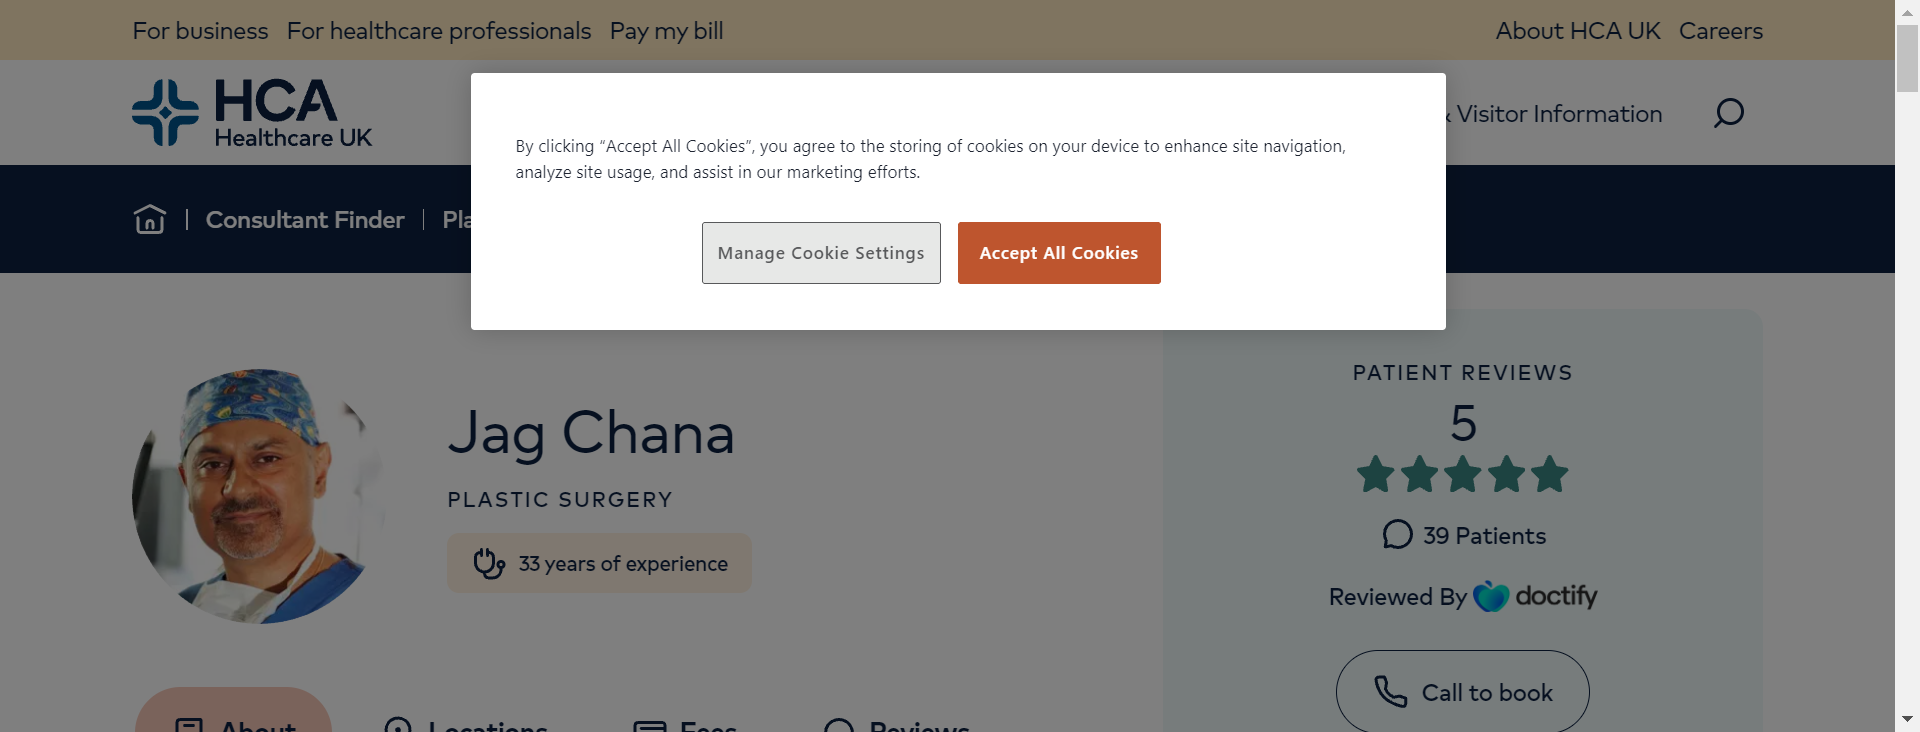 For business For healthcare professionals Pay my bill About HCA UK Careers
HCA
Healthcare UK
Visitor Information
By clicking “Accept All Cookies”, you agree to the storing of cookies on your device to enhance site navigation,
analyze site usage, and assist in our marketing efforts.
Manage Cookie Settings Accept All Cookies
Consultant Finder
Jag Chana
PLASTIC SURGERY
33 years of experience
PATIENT REVIEWS
5
39 Patients
Reviewed By doctify
Call to book
About Locations Fees Reviews